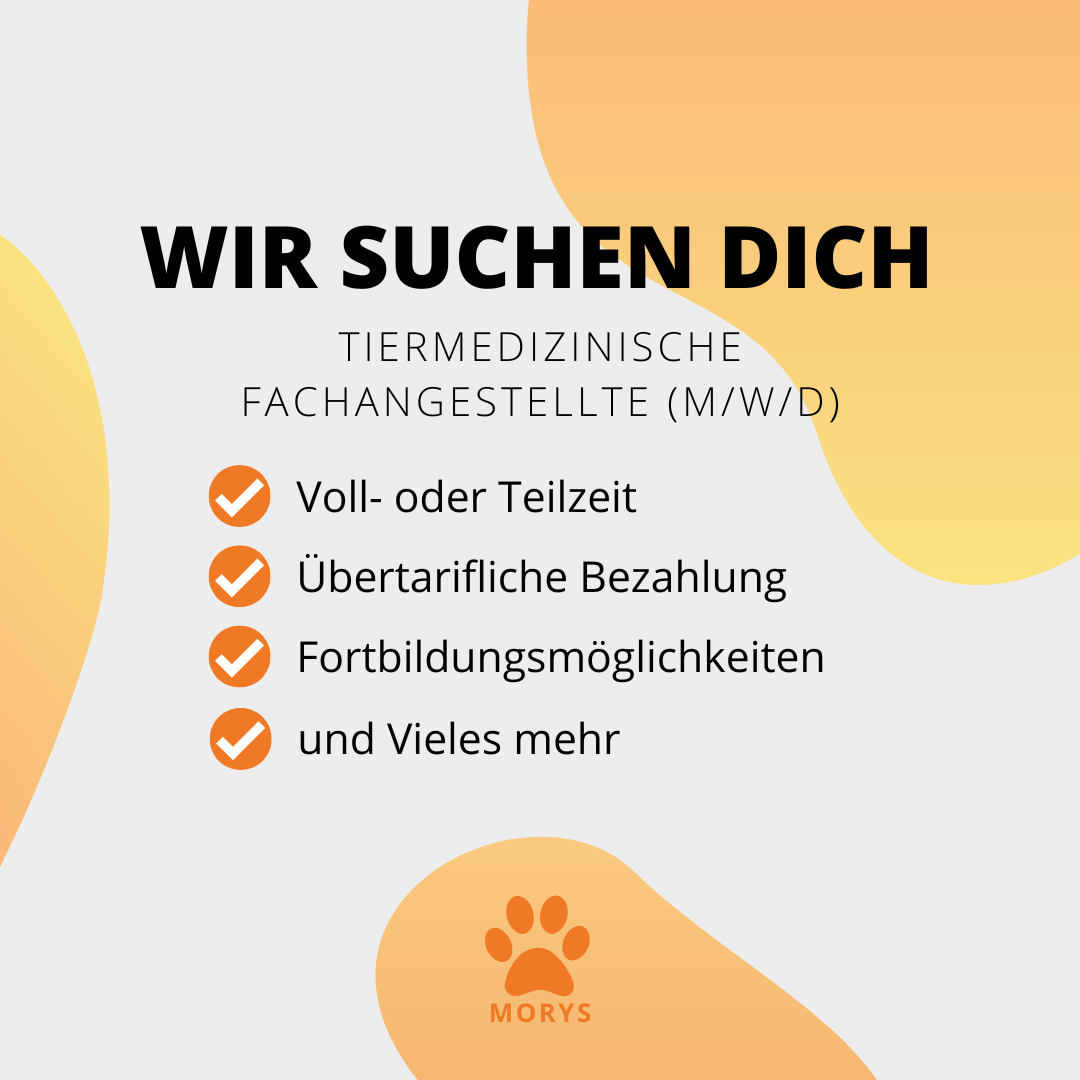 WIR SUCHEN DICH
TIERMEDIZINISCHE
FACHANGESTELLTE (M/W/D)
Voll- oder Teilzeit
Übertarifliche Bezahlung
Fortbildungsmöglichkeiten
und Vieles mehr
MORYS